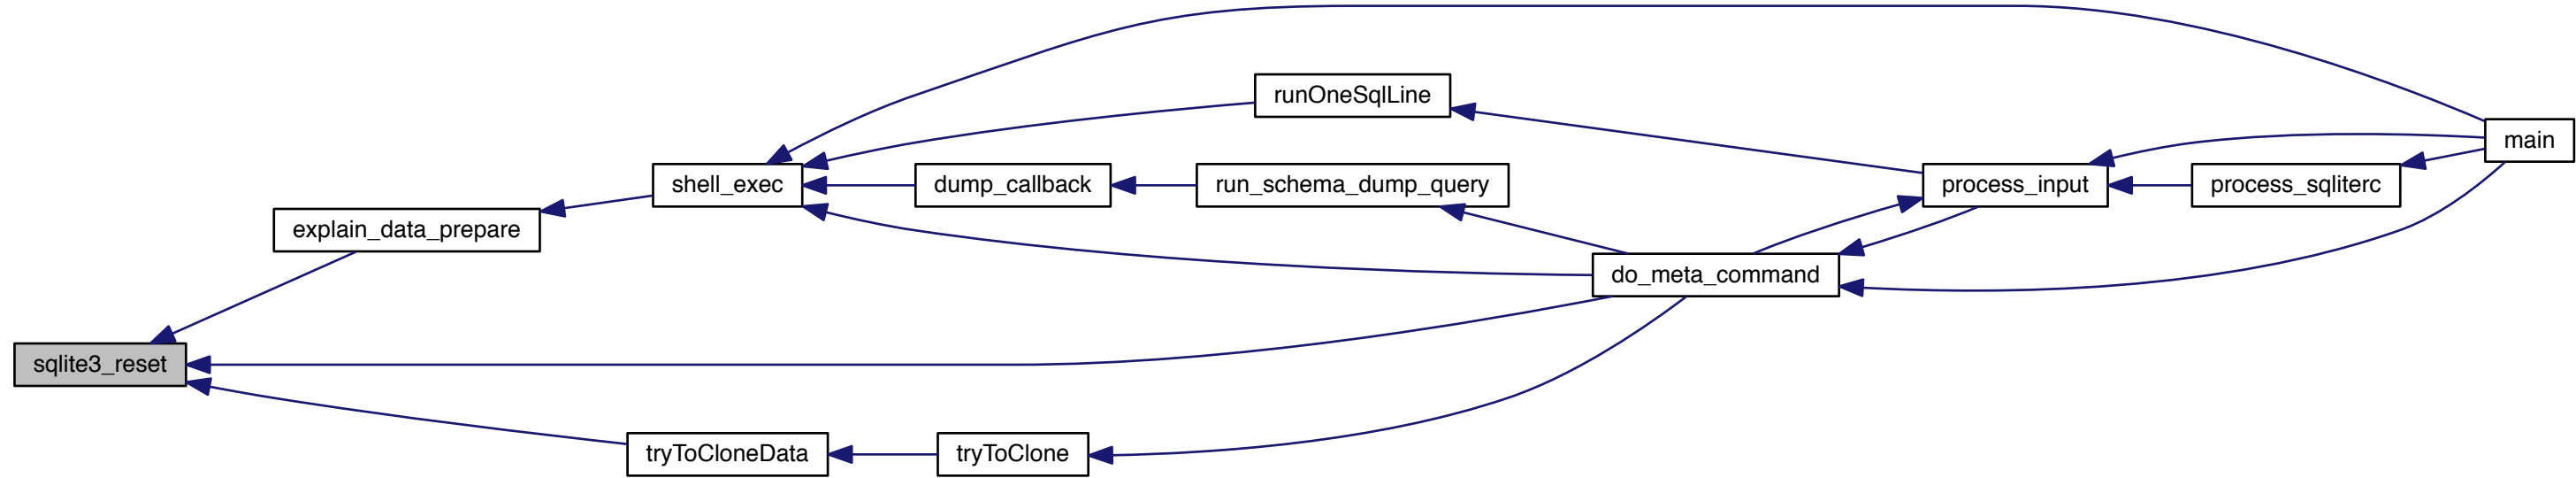 runOneSqlLine
main
shell_exec
dump_callback
run_schema_dump_query
process_input
process_sqliterc
explain_data_prepare
do_meta_command
sqlite3_reset
tryToCloneData
tryToClone